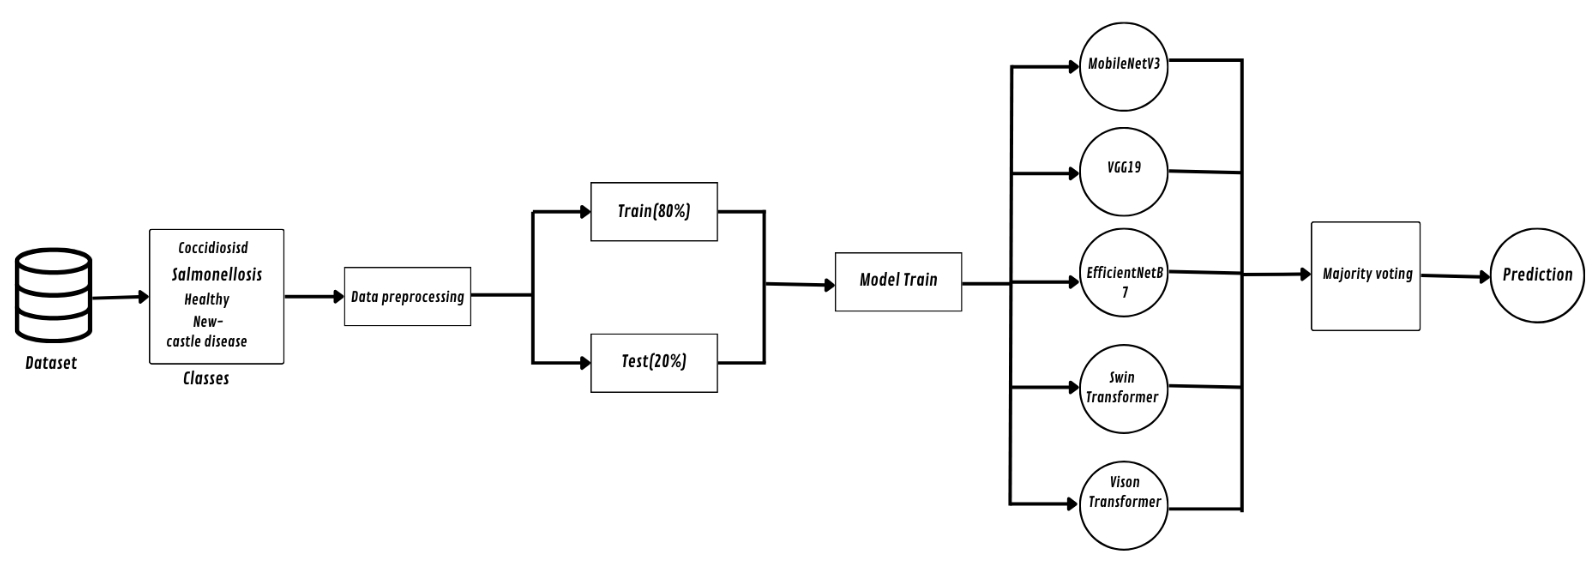 Dataset
Coccidiosisd
Salmonellosis
Healthy
New-
castle disease
Classes
Data preprocessing
Train(80%)
Test(20%)
Model Train
MobileNetV3
VGG19
EfficientNetB
7
Swin
Transformer
Vison
Transformer
Majority voting
Prediction